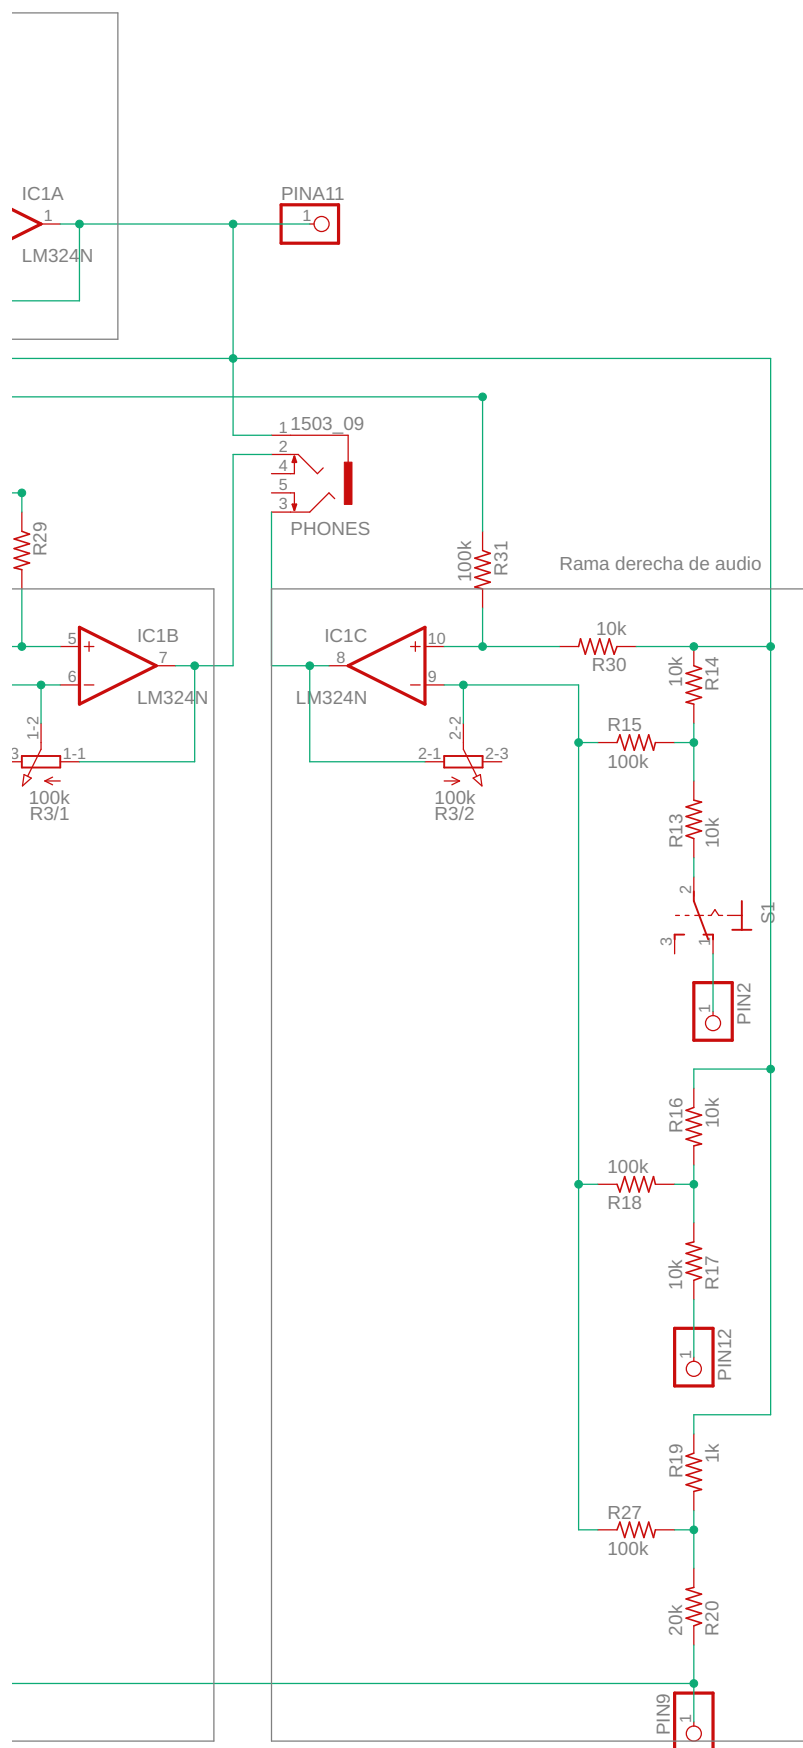 IC1A
PINA11
1
1
LM324N
1
1503_09
2
4
5
3
PHONES
R29
100k
R31
Rama derecha de audio
5
IC1B
7
6
LM324N
IC1C
10
8
9
LM324N
10k
R30
10k
R14
R15
100k
1-2
3
1-1
100k
R3/1
2-2
2-1
2-3
100k
R3/2
R13
10k
2
S1
3
1
1
PIN2
R16
10k
100k
R18
10k
R17
1
PIN12
R19
1k
R27
100k
20k
R20
PIN9
1